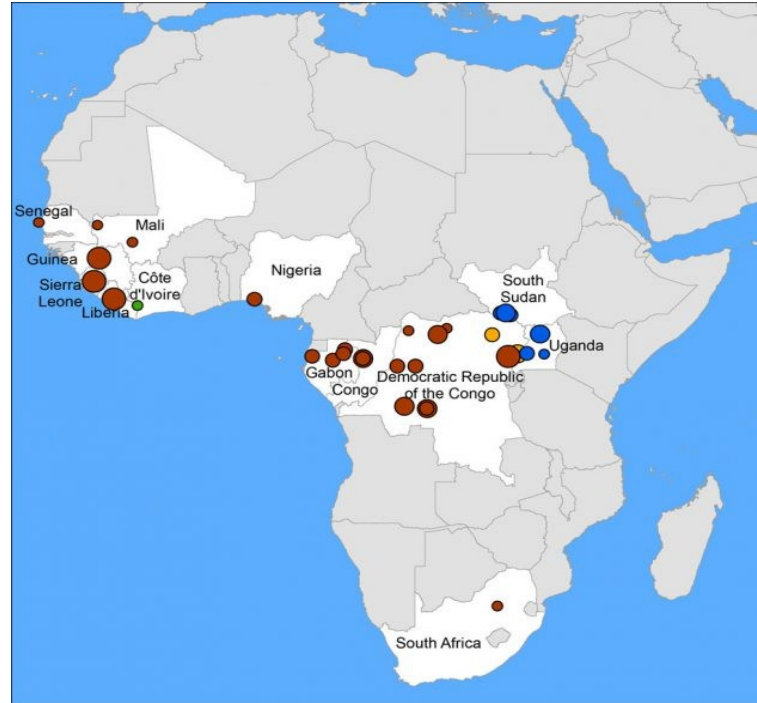 Senegal
Mali
Guinea
Côte
d'Ivoire
Sierra
Leone
Liberia
Nigeria
South
Sudan
Uganda
Gabon
Congo
Democratic Republic
of the Congo
South Africa